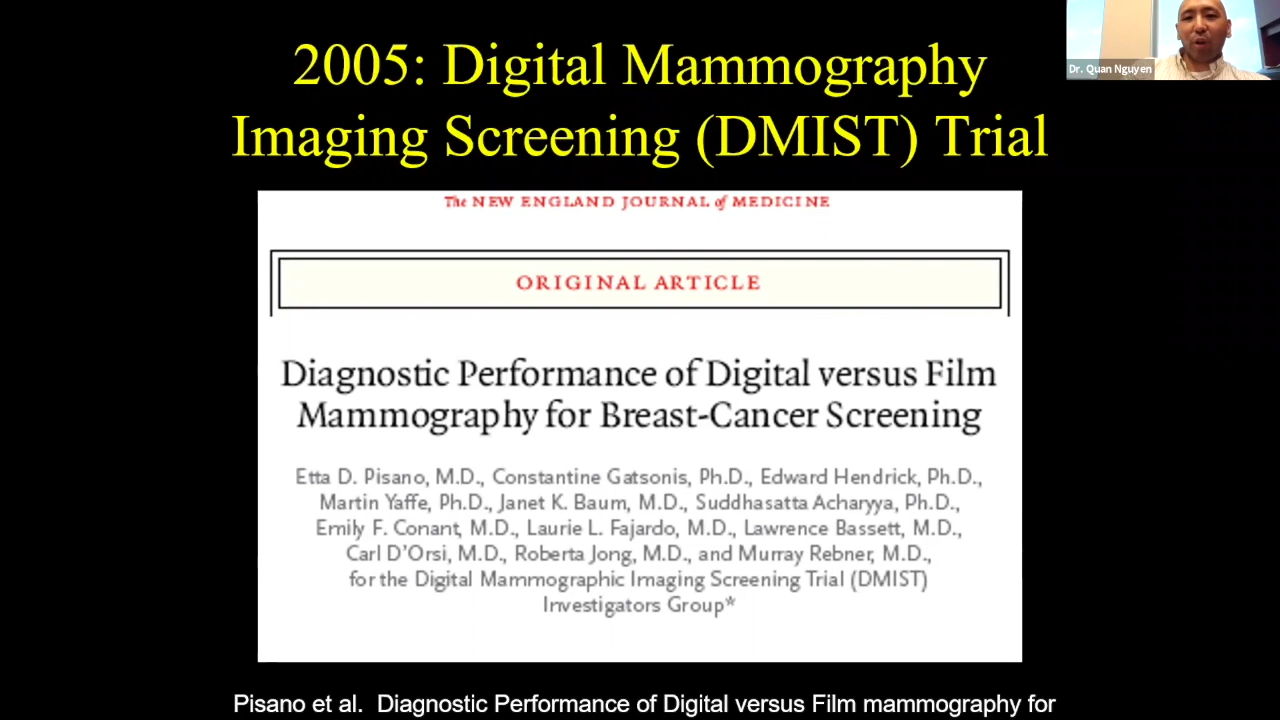 2005: Digital Mammography
Imaging Screening (DMIST) Trial
Dr. Quan Nguyen
The NEW ENGLAND JOURNAL of MEDICINE
ORIGINAL ARTICLE
Diagnostic Performance of Digital versus Film
Mammography for Breast-Cancer Screening
Etta D. Pisano, M.D., Constantine Gatsonis, Ph.D., Edward Hendrick, Ph.D.,
Martin Yaffe, Ph.D., Janet K. Baum, M.D., Suddhasatta Acharyya, Ph.D.,
Emily F. Conant, M.D., Laurie L. Fajardo, M.D., Lawrence Bassett, M.D.,
Carl D'Orsi, M.D., Roberta Jong, M.D., and Murray Rebner, M.D.,
for the Digital Mammographic Imaging Screening Trial (DMIST)
Investigators Group*
Pisano et al. Diagnostic Performance of Digital versus Film mammography for